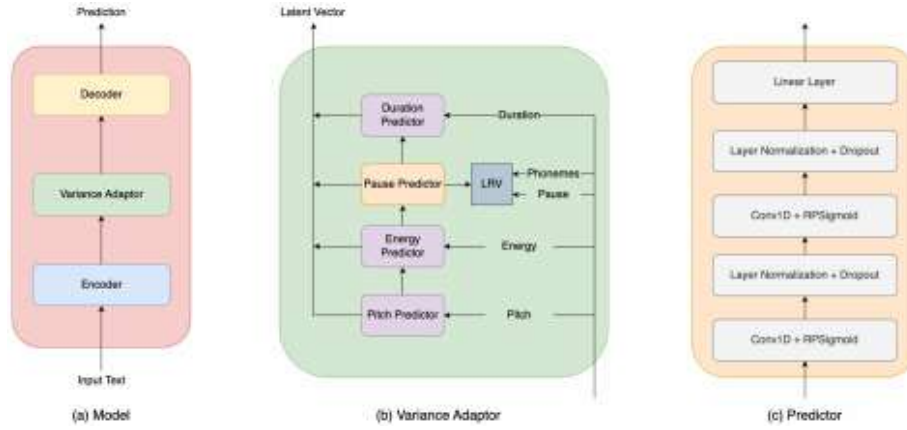 Prediction
Decoder
Variance Adaptor
Encoder
Input Text
(a) Model
Latent Vector
Duration
Predictor
Duration
Pause Predictor
LRV
Phonemes
Pause
Energy
Predictor
Energy
Pitch Predictor
Pitch
(b) Variance Adaptor
Linear Layer
Layer Normalization + Dropout
Conv1D + RPSigmoid
Layer Normalization + Dropout
Conv1D + RPSigmoid
(c) Predictor